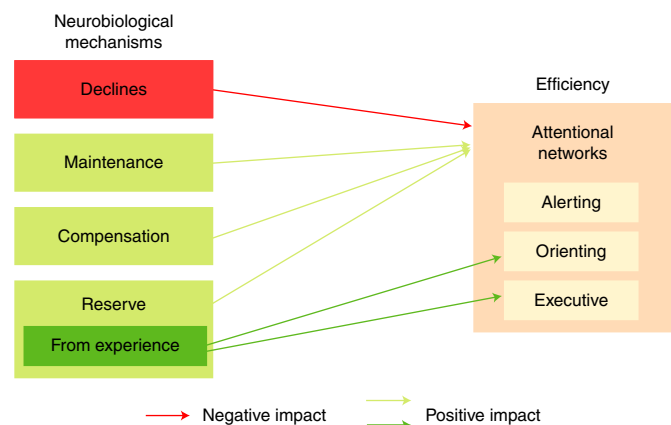 Neurobiological
mechanisms
Declines
Maintenance
Compensation
Reserve
From experience
Efficiency
Attentional
networks
Alerting
Orienting
Executive
Negative impact
Positive impact